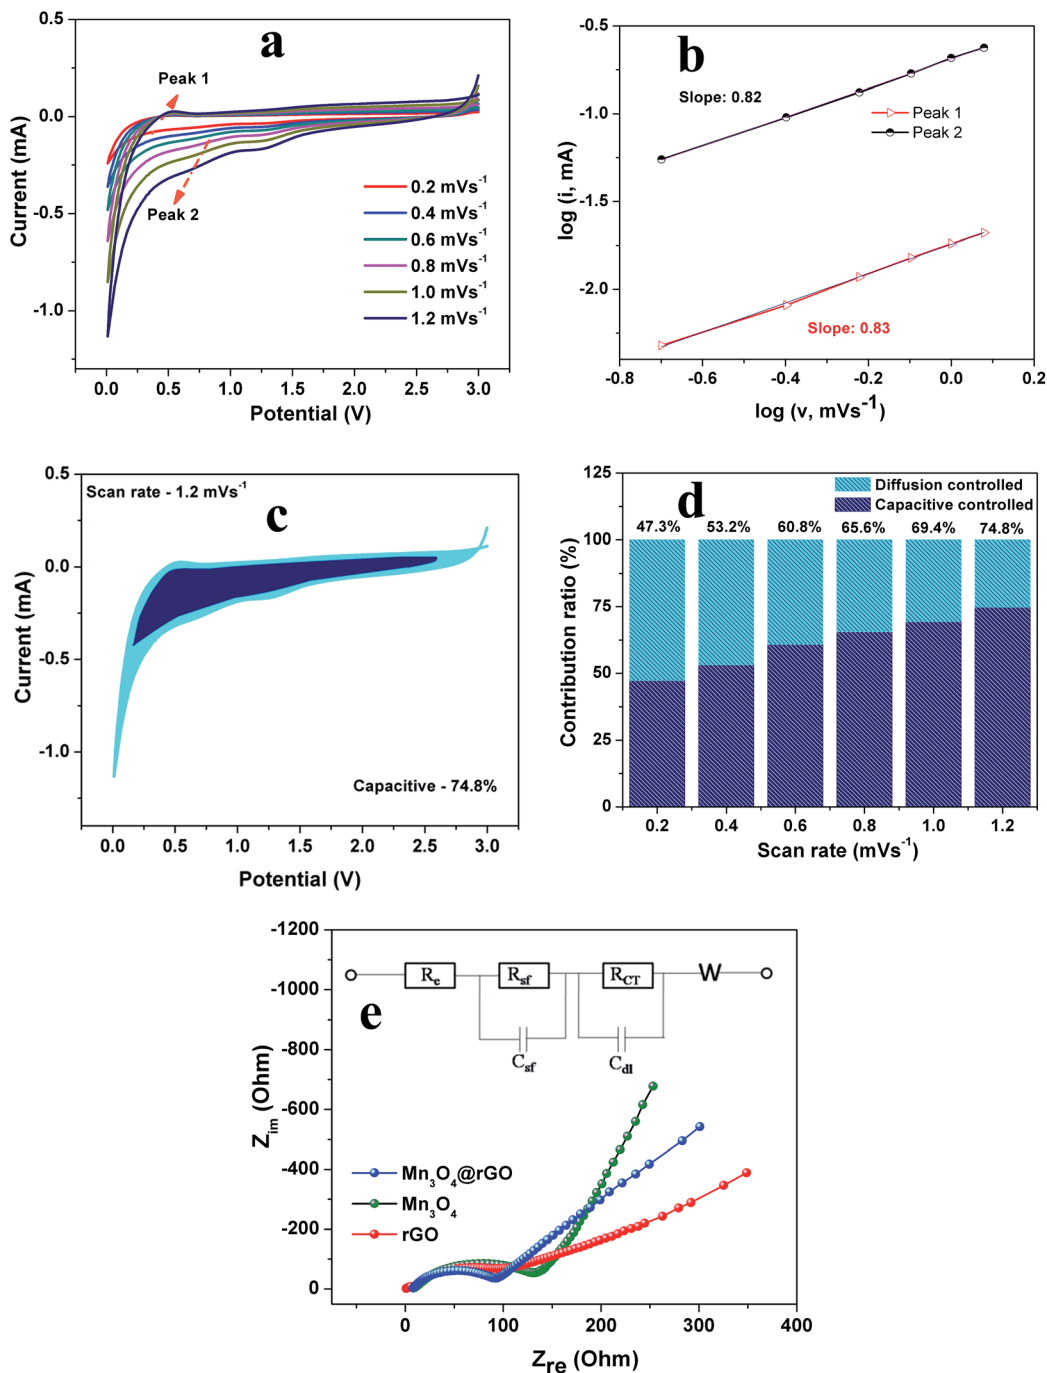 a
0.5
0.0
-0.5
-1.0
Current (mA)
Peak 1
Peak 2
0.2 mVs⁻¹
0.4 mVs⁻¹
0.6 mVs⁻¹
0.8 mVs⁻¹
1.0 mVs⁻¹
1.2 mVs⁻¹
0.0 0.5 1.0 1.5 2.0 2.5 3.0
Potential (V)
b
-0.5
-1.0
-1.5
-2.0
log (i, mA)
Slope: 0.82
Peak 1
Peak 2
Slope: 0.83
-0.8 -0.6 -0.4 -0.2 0.0 0.2
log (v, mVs⁻¹)
c
0.5
0.0
-0.5
-1.0
Current (mA)
Scan rate - 1.2 mVs⁻¹
Capacitive - 74.8%
0.0 0.5 1.0 1.5 2.0 2.5 3.0
Potential (V)
d
125
100
75
50
25
0
Contribution ratio (%)
Diffusion controlled
Capacitive controlled
47.3% 53.2% 60.8% 65.6% 69.4% 74.8%
0.2 0.4 0.6 0.8 1.0 1.2
Scan rate (mVs⁻¹)
e
-1200
-1000
-800
-600
-400
-200
0
Z_im (Ohm)
R_e R_sf R_CT W
C_sf C_dl
Mn₃O₄@rGO
Mn₃O₄
rGO
0 100 200 300 400
Z_re (Ohm)